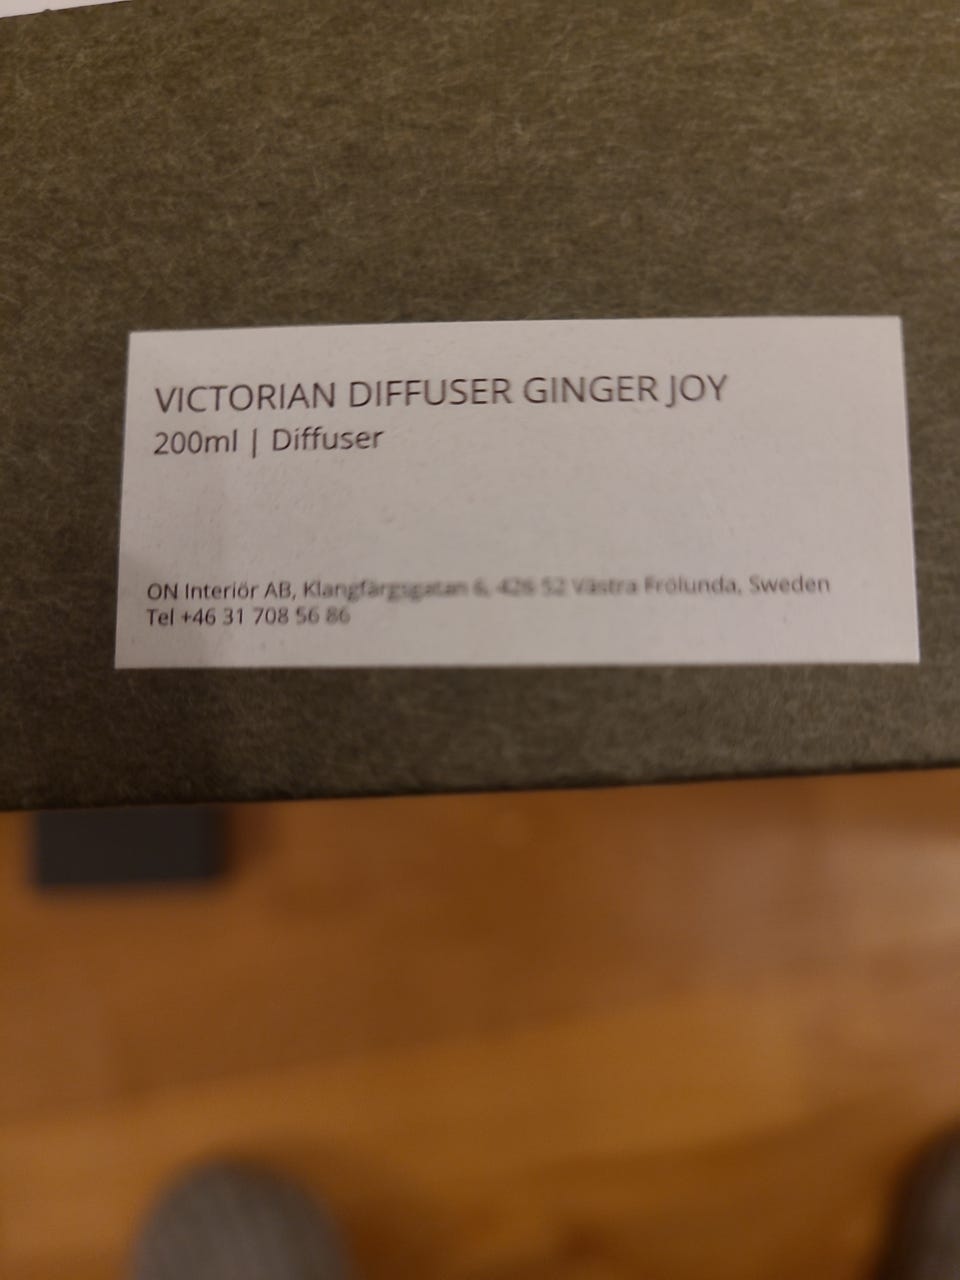 VICTORIAN DIFFUSER GINGER JOY
200ml | Diffuser
ON Interiör AB, Klangfärgsgatan 6, 426 52 Västra Frölunda, Sweden
Tel +46 31 708 56 86